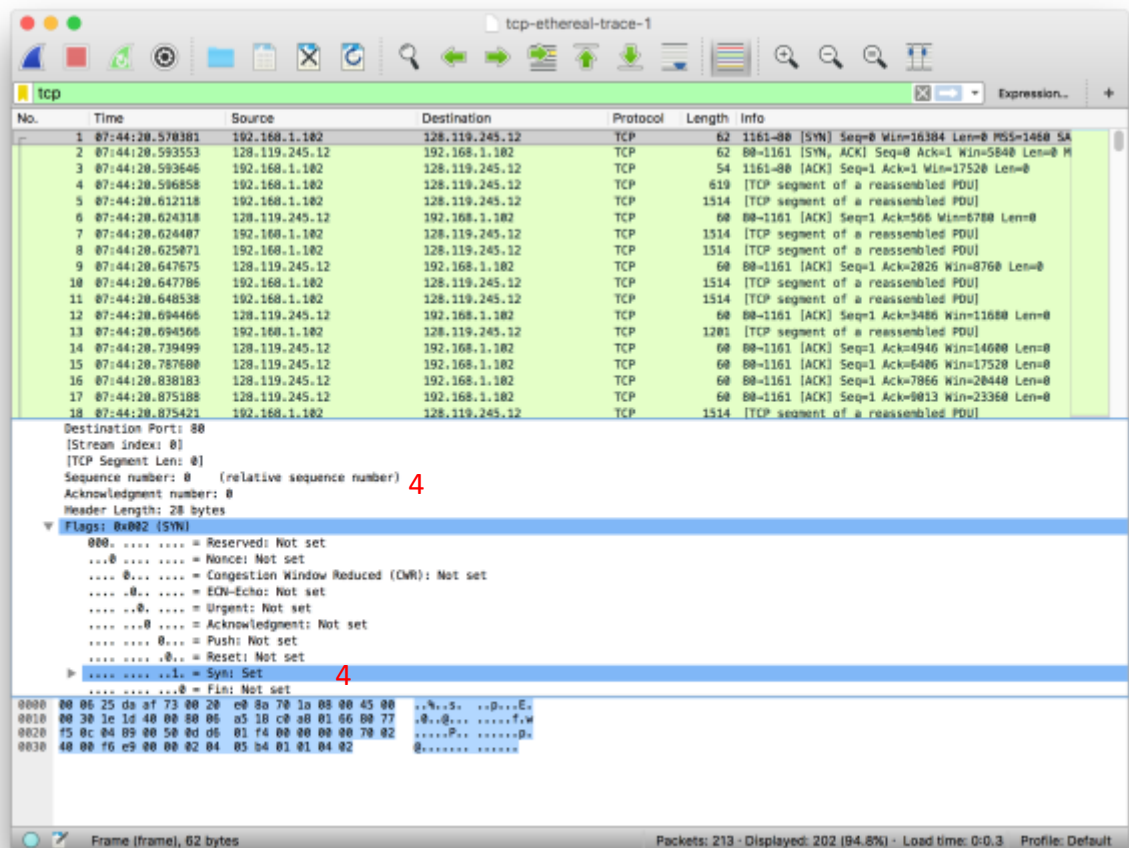 tcp-ethereal-trace-1
tcp
Expression...
+
No. Time Source Destination Protocol Length Info
1 07:44:20.570381 192.168.1.102 128.119.245.12 TCP 62 1161→80 [SYN] Seq=0 Win=16384 Len=0 MSS=1460 SA
2 07:44:20.593553 128.119.245.12 192.168.1.102 TCP 62 80→1161 [SYN, ACK] Seq=0 Ack=1 Win=5840 Len=0 M
3 07:44:20.593646 192.168.1.102 128.119.245.12 TCP 54 1161→80 [ACK] Seq=1 Ack=1 Win=17520 Len=0
4 07:44:20.596858 192.168.1.102 128.119.245.12 TCP 619 [TCP segment of a reassembled PDU]
5 07:44:20.612118 192.168.1.102 128.119.245.12 TCP 1514 [TCP segment of a reassembled PDU]
6 07:44:20.624318 128.119.245.12 192.168.1.102 TCP 60 80→1161 [ACK] Seq=1 Ack=566 Win=6780 Len=0
7 07:44:20.624407 192.168.1.102 128.119.245.12 TCP 1514 [TCP segment of a reassembled PDU]
8 07:44:20.625071 192.168.1.102 128.119.245.12 TCP 1514 [TCP segment of a reassembled PDU]
9 07:44:20.647675 128.119.245.12 192.168.1.102 TCP 60 80→1161 [ACK] Seq=1 Ack=2026 Win=8760 Len=0
10 07:44:20.647786 192.168.1.102 128.119.245.12 TCP 1514 [TCP segment of a reassembled PDU]
11 07:44:20.648538 192.168.1.102 128.119.245.12 TCP 1514 [TCP segment of a reassembled PDU]
12 07:44:20.694466 128.119.245.12 192.168.1.102 TCP 60 80→1161 [ACK] Seq=1 Ack=3486 Win=11680 Len=0
13 07:44:20.694566 192.168.1.102 128.119.245.12 TCP 1201 [TCP segment of a reassembled PDU]
14 07:44:20.739499 128.119.245.12 192.168.1.102 TCP 60 80→1161 [ACK] Seq=1 Ack=4946 Win=14600 Len=0
15 07:44:20.787680 128.119.245.12 192.168.1.102 TCP 60 80→1161 [ACK] Seq=1 Ack=6406 Win=17520 Len=0
16 07:44:20.838183 128.119.245.12 192.168.1.102 TCP 60 80→1161 [ACK] Seq=1 Ack=7866 Win=20440 Len=0
17 07:44:20.875188 128.119.245.12 192.168.1.102 TCP 60 80→1161 [ACK] Seq=1 Ack=9013 Win=23360 Len=0
18 07:44:20.875421 192.168.1.102 128.119.245.12 TCP 1514 [TCP segment of a reassembled PDU]
Destination Port: 80
[Stream index: 0]
[TCP Segment Len: 0]
Sequence number: 0 (relative sequence number) 4
Acknowledgment number: 0
Header Length: 28 bytes
Flags: 0x002 (SYN)
000. .... .... = Reserved: Not set
...0 .... .... = Nonce: Not set
.... 0... .... = Congestion Window Reduced (CWR): Not set
.... .0.. .... = ECN-Echo: Not set
.... ..0. .... = Urgent: Not set
.... ...0 .... = Acknowledgment: Not set
.... .... 0... = Push: Not set
.... .... .0.. = Reset: Not set
.... .... ..1. = Syn: Set 4
.... .... ...0 = Fin: Not set
0000 00 06 25 da af 73 00 20 e0 8a 70 1a 08 00 45 00 ..%..s. ..p...E.
0010 00 30 1e 1d 40 00 80 06 a5 18 c0 a8 01 66 80 77 .0..@... .....f.w
0020 f5 0c 04 89 00 50 0d d6 01 f4 00 00 00 00 70 02 .....P.. ......p.
0030 40 00 f6 e9 00 00 02 04 05 b4 01 01 04 02 @....... ......
Frame (frame), 62 bytes
Packets: 213 · Displayed: 202 (94.8%) · Load time: 0:0.3
Profile: Default